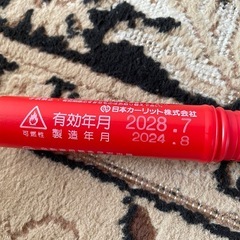 日本カーリット株式会社
有効年月 2028.7
可燃性 製造年月 2024.8